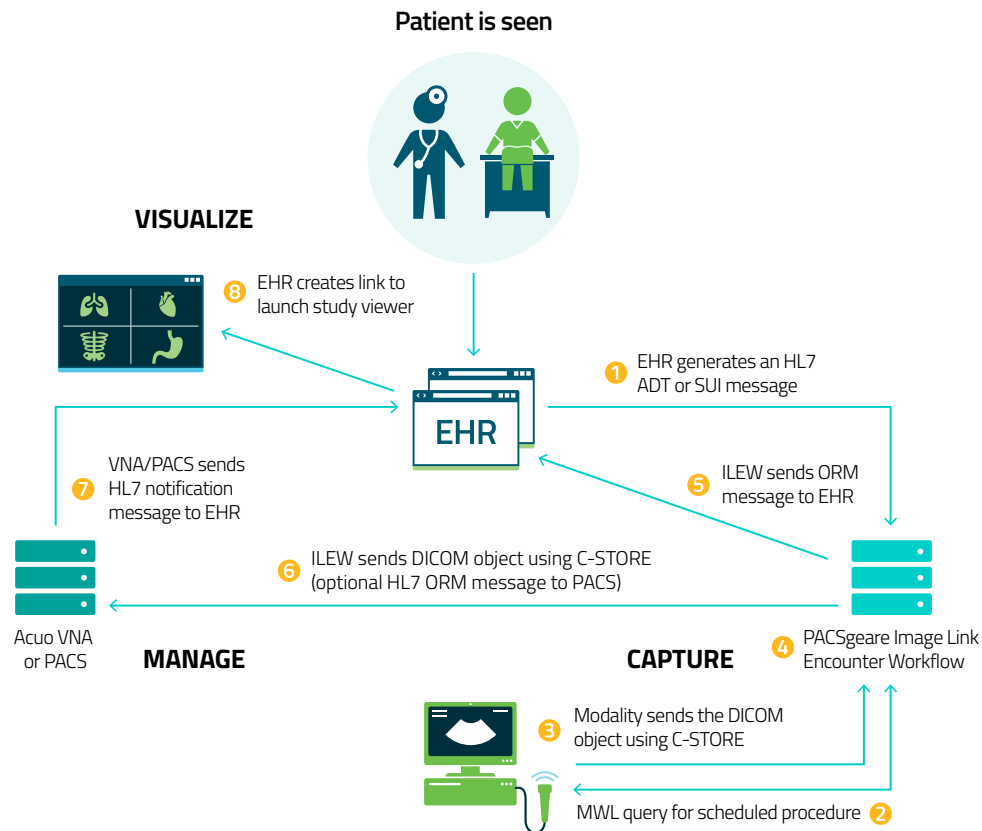 Patient is seen
VISUALIZE
8 EHR creates link to
launch study viewer
1 EHR generates an HL7
ADT or SUI message
EHR
VNA/PACS sends
7 HL7 notification
message to EHR
5 ILEW sends ORM
message to EHR
6 ILEW sends DICOM object using C-STORE
(optional HL7 ORM message to PACS)
Acuo VNA
or PACS
MANAGE
CAPTURE
4 PACSgeare Image Link
Encounter Workflow
3 Modality sends the DICOM
object using C-STORE
MWL query for scheduled procedure 2